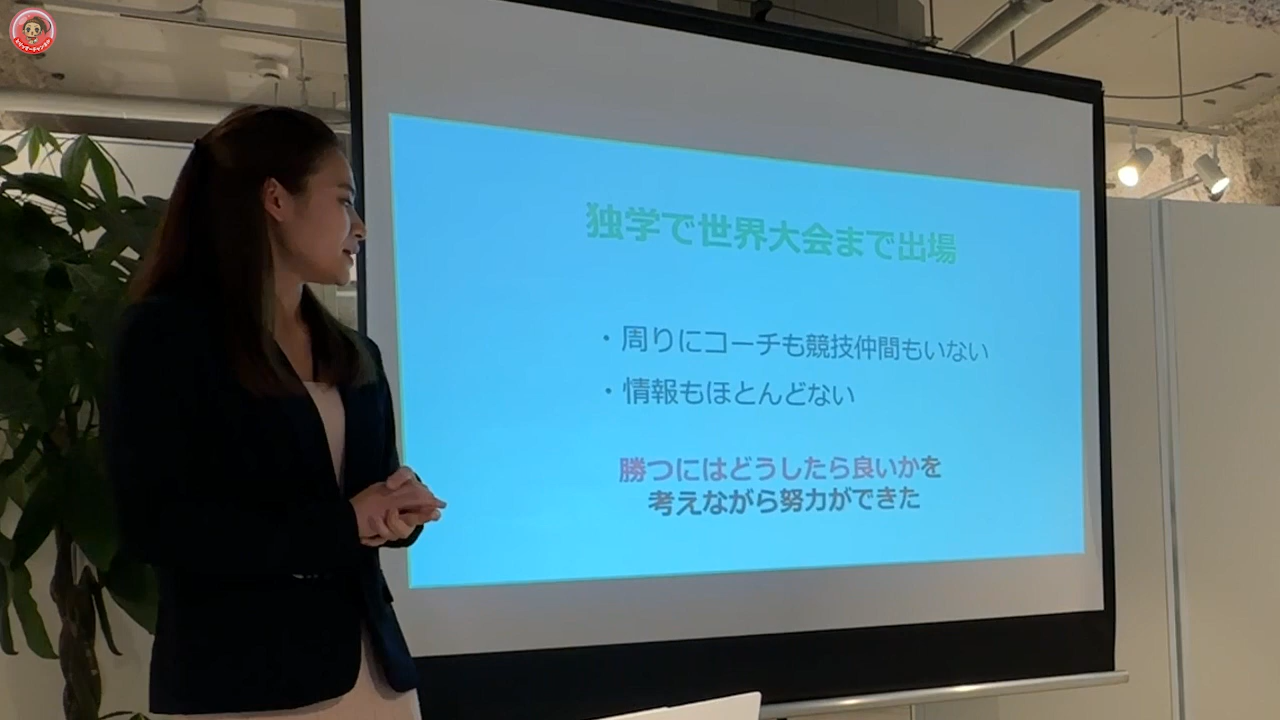 独学で世界大会まで出場
・周りにコーチも競技仲間もいない
・情報もほとんどない
勝つにはどうしたら良いかを
考えながら努力ができた